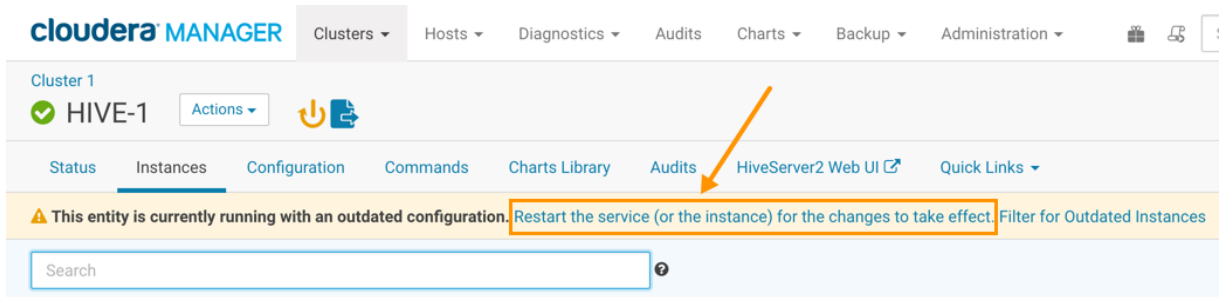 cloudera MANAGER Clusters Hosts Diagnostics Audits Charts Backup Administration
Cluster 1
HIVE-1 Actions
Status Instances Configuration Commands Charts Library Audits HiveServer2 Web UI Quick Links
This entity is currently running with an outdated configuration. Restart the service (or the instance) for the changes to take effect. Filter for Outdated Instances
Search